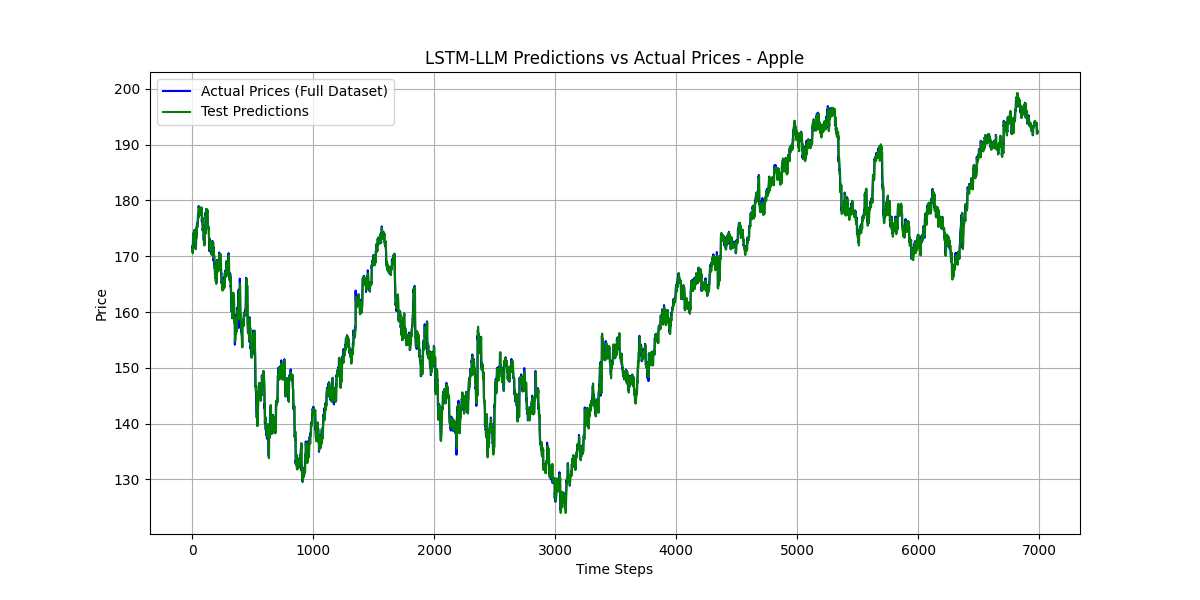 LSTM-LLM Predictions vs Actual Prices - Apple
Actual Prices (Full Dataset)
Test Predictions
200
190
180
170
160
150
140
130
Price
0 1000 2000 3000 4000 5000 6000 7000
Time Steps